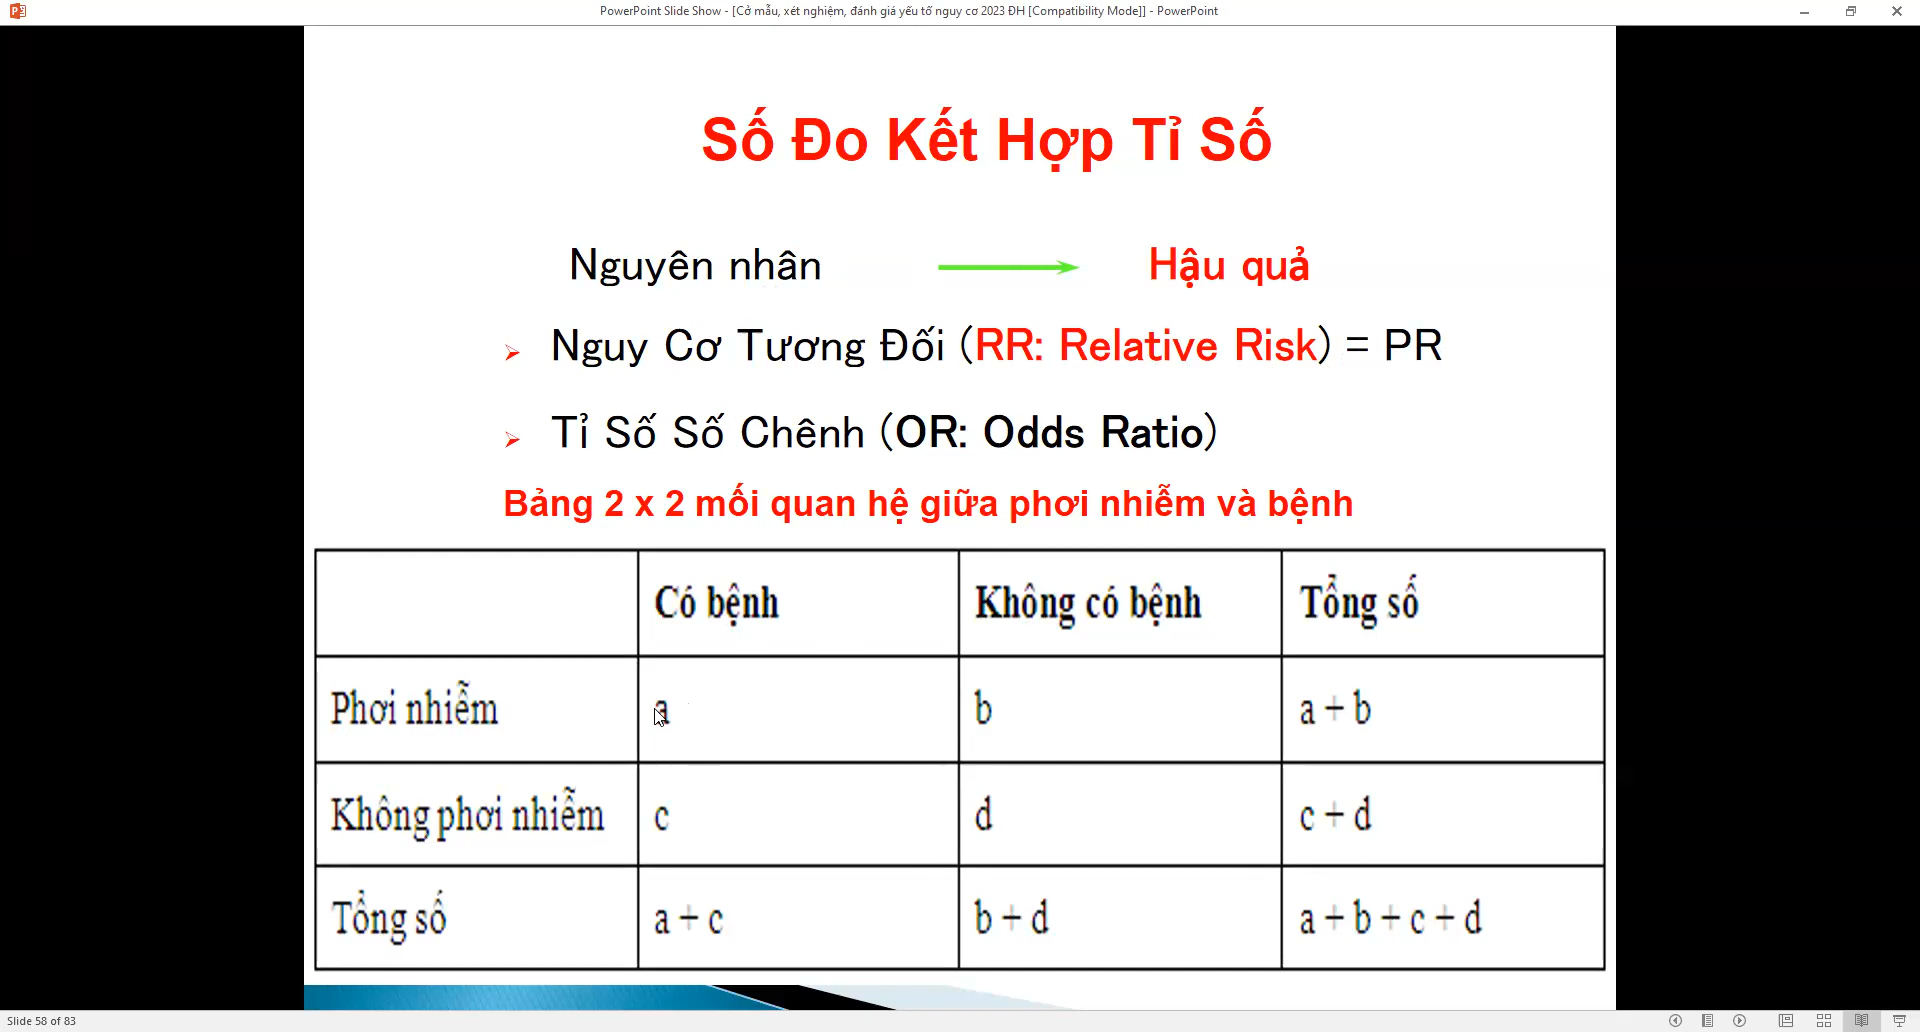 PowerPoint Slide Show - [Cở mẫu, xét nghiệm, đánh giá yếu tố nguy cơ 2023 ĐH [Compatibility Mode]] - PowerPoint
Số Đo Kết Hợp Tỉ Số
Nguyên nhân Hậu quả
Nguy Cơ Tương Đối (RR: Relative Risk) = PR
Tỉ Số Số Chênh (OR: Odds Ratio)
Bảng 2 x 2 mối quan hệ giữa phơi nhiễm và bệnh
Có bệnh Không có bệnh Tổng số
Phơi nhiễm a b a + b
Không phơi nhiễm c d c + d
Tổng số a + c b + d a + b + c + d
Slide 58 of 83